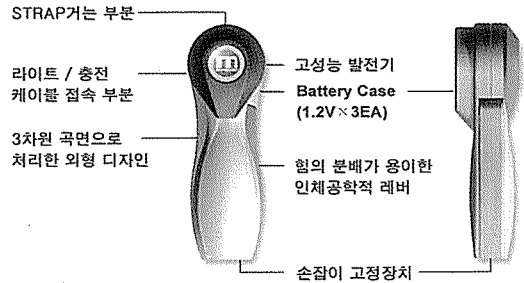 STRAP거는 부분
라이트 / 충전
케이블 접속 부분
3차원 곡면으로
처리한 외형 디자인
고성능 발전기
Battery Case
(1.2V×3EA)
힘의 분배가 용이한
인체공학적 레버
손잡이 고정장치